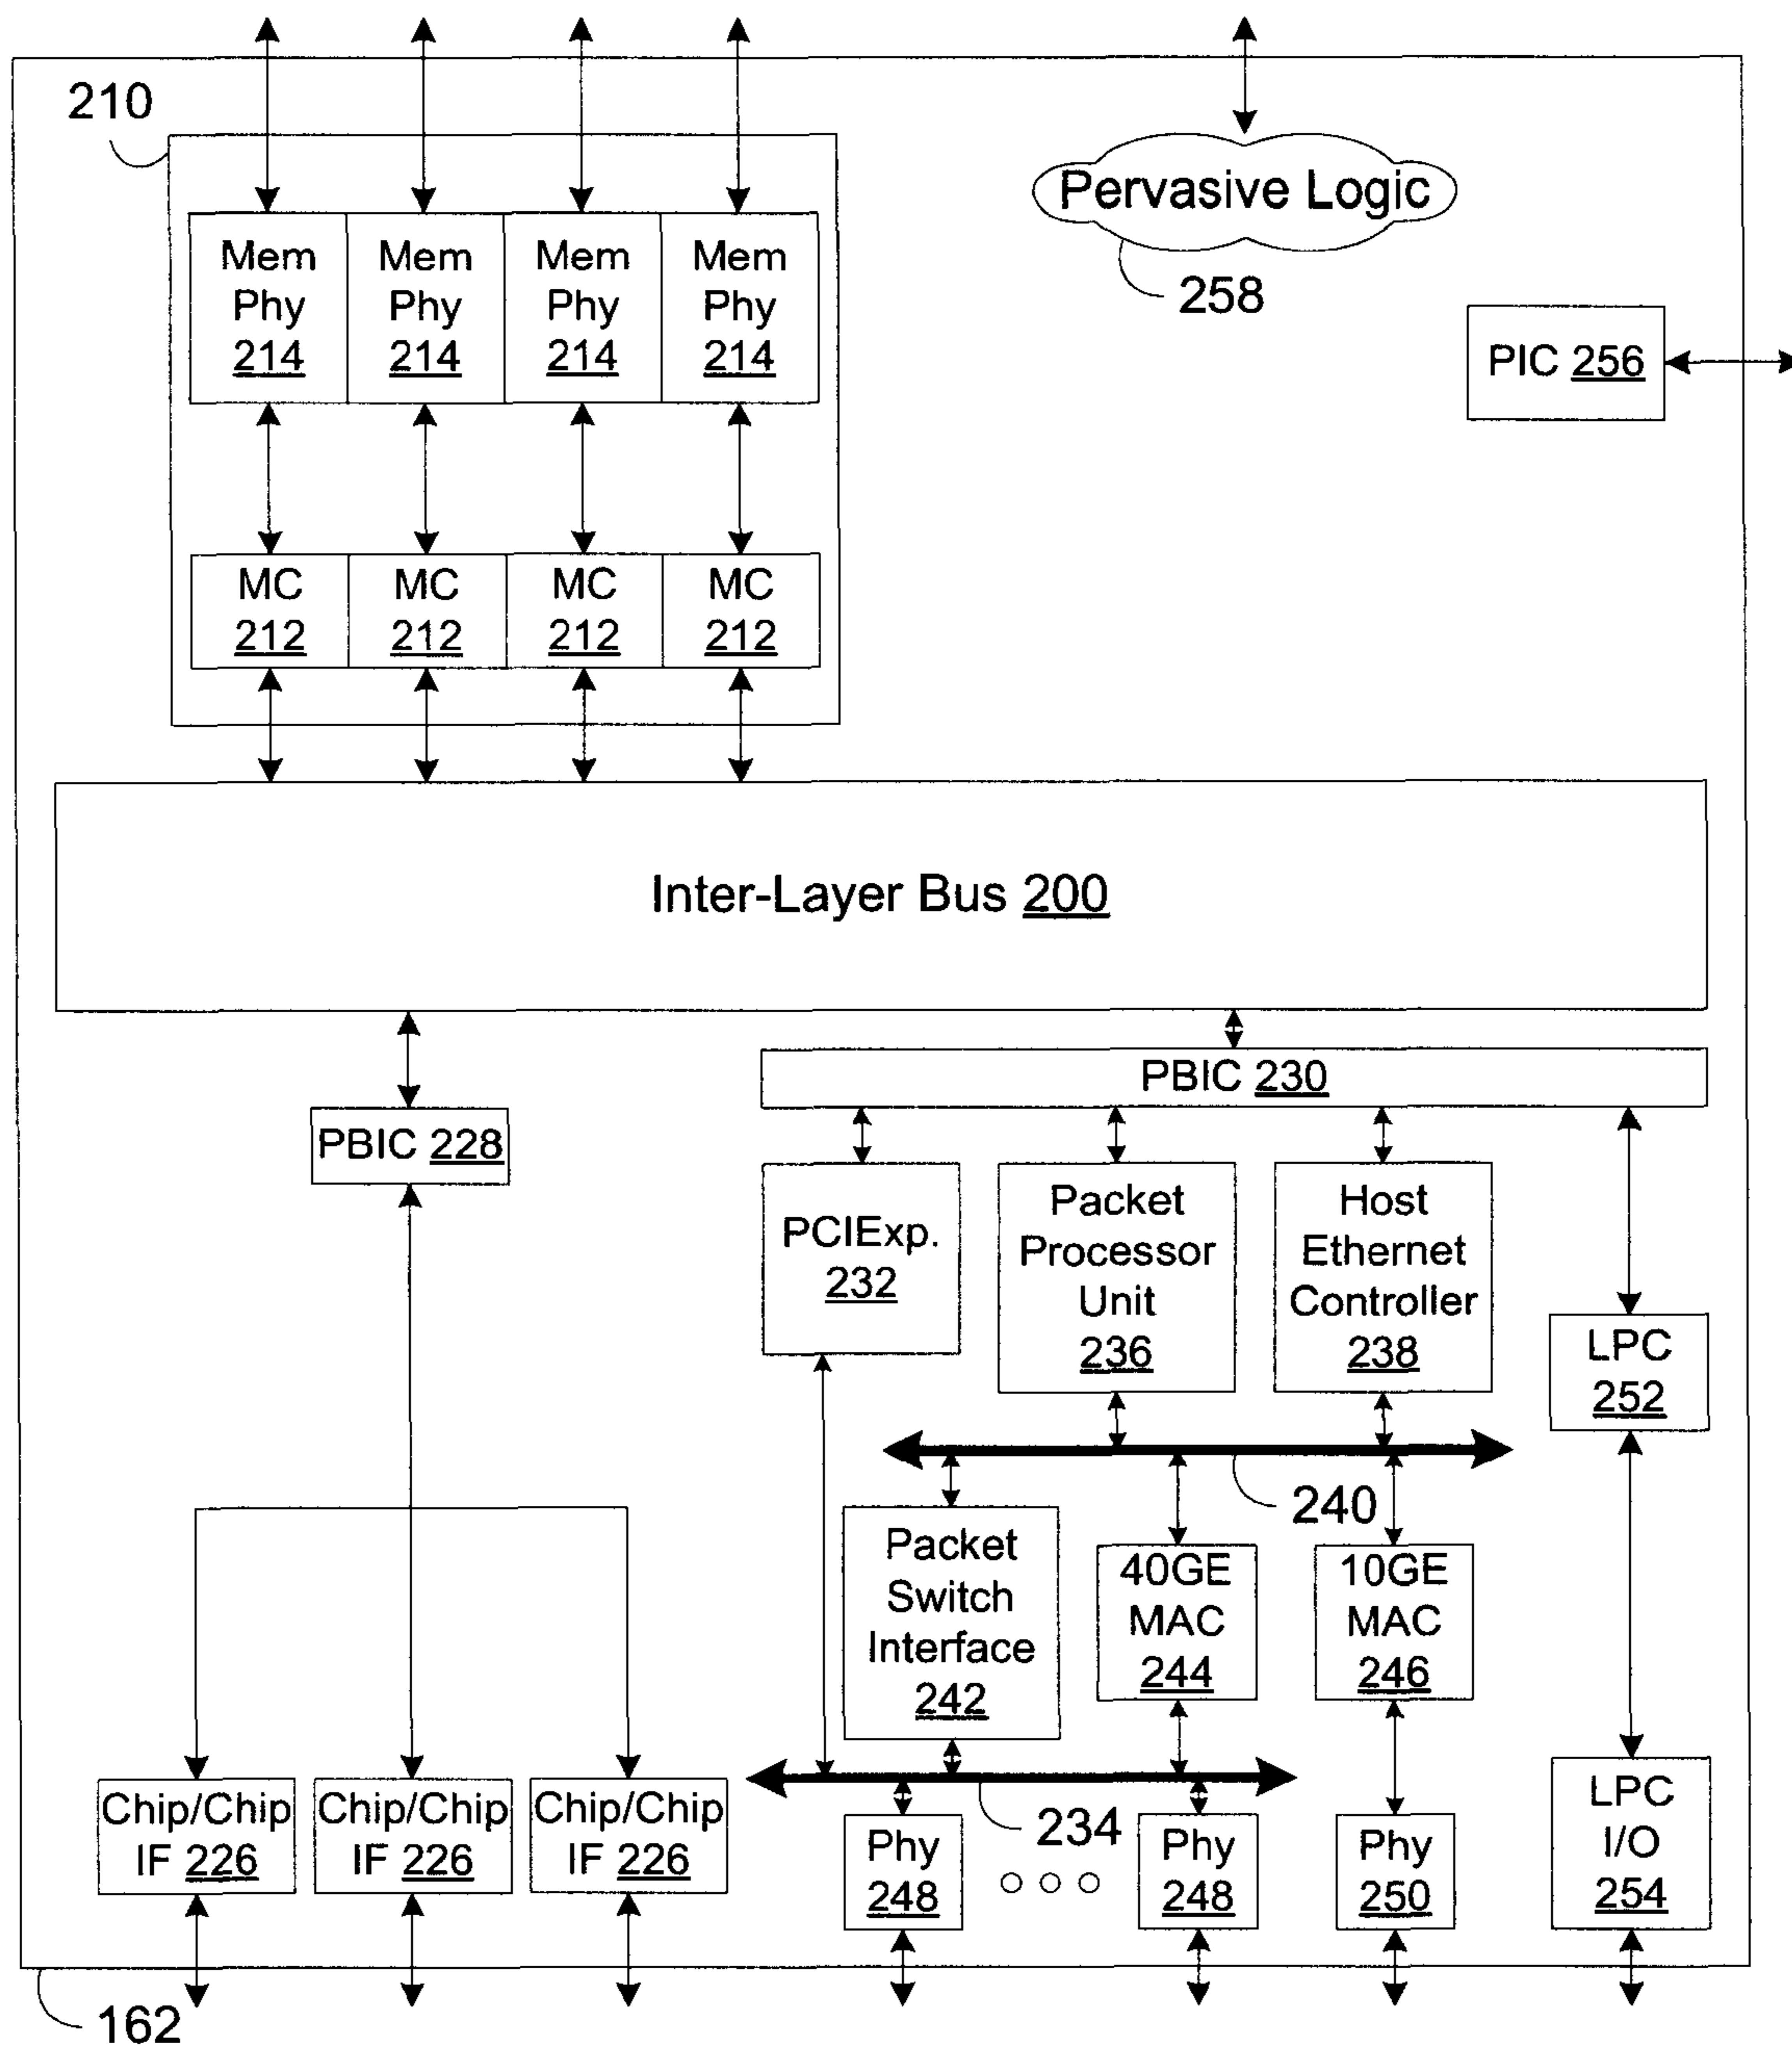 210
Mem Phy 214
Mem Phy 214
Mem Phy 214
Mem Phy 214
Pervasive Logic
258
PIC 256
MC 212
MC 212
MC 212
MC 212
Inter-Layer Bus 200
PBIC 230
PBIC 228
PCIExp. 232
Packet Processor Unit 236
Host Ethernet Controller 238
LPC 252
240
Packet Switch Interface 242
40GE MAC 244
10GE MAC 246
Chip/Chip IF 226
Chip/Chip IF 226
Chip/Chip IF 226
234
Phy 248
Phy 248
Phy 250
LPC I/O 254
162